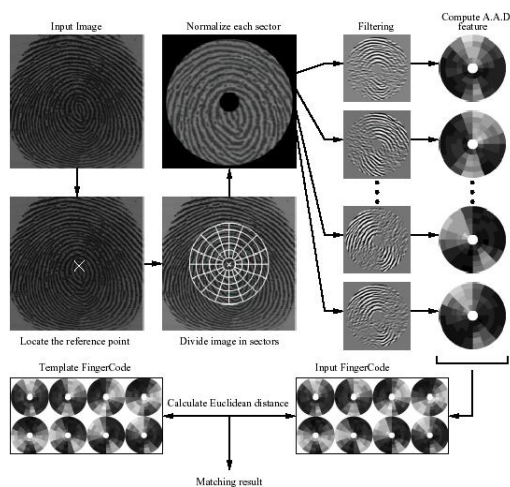 Input Image
Normalize each sector
Filtering
Compute A.A.D
feature
Locate the reference point
Divide image in sectors
Template FingerCode
Input FingerCode
Calculate Euclidean distance
Matching result